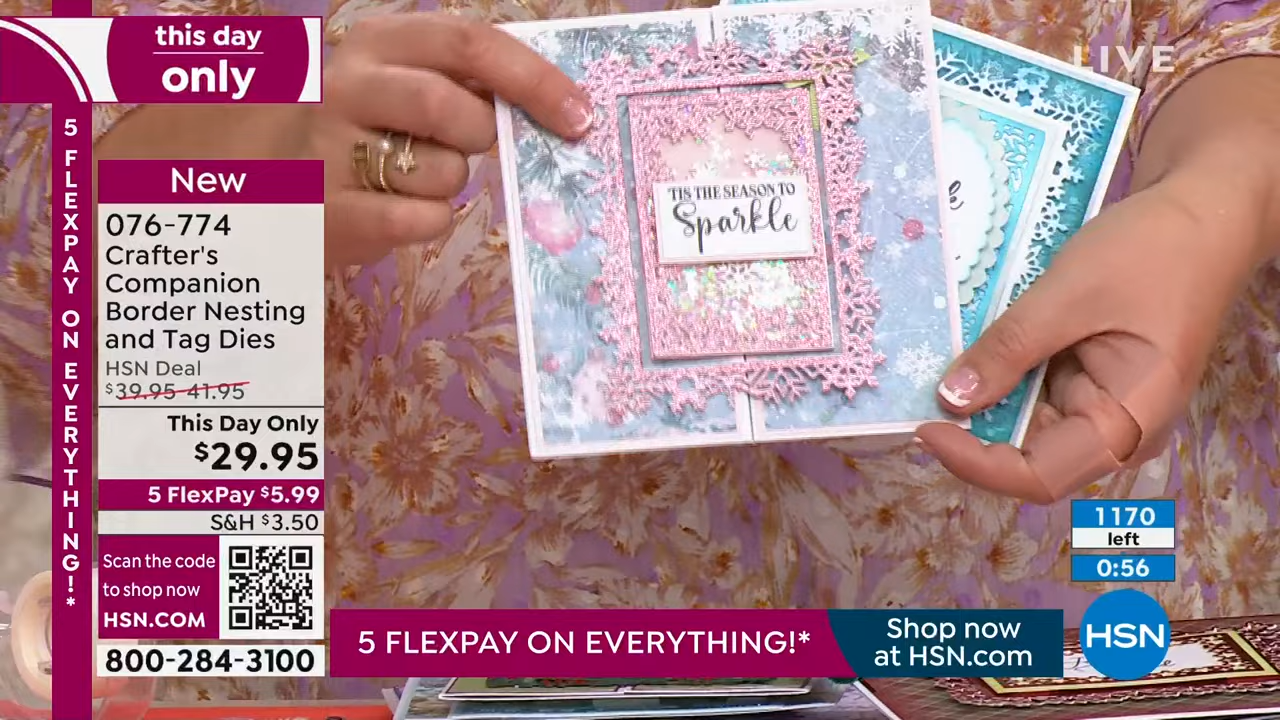 this day
only
5 FLEXPAY ON EVERYTHING!*
New
076-774
Crafter's
Companion
Border Nesting
and Tag Dies
HSN Deal
$39.95-41.95
This Day Only
$29.95
5 FlexPay $5.99
S&H $3.50
Scan the code
to shop now
HSN.COM
800-284-3100
'TIS THE SEASON TO
Sparkle
LIVE
1170
left
0:56
5 FLEXPAY ON EVERYTHING!*
Shop now
at HSN.com
HSN